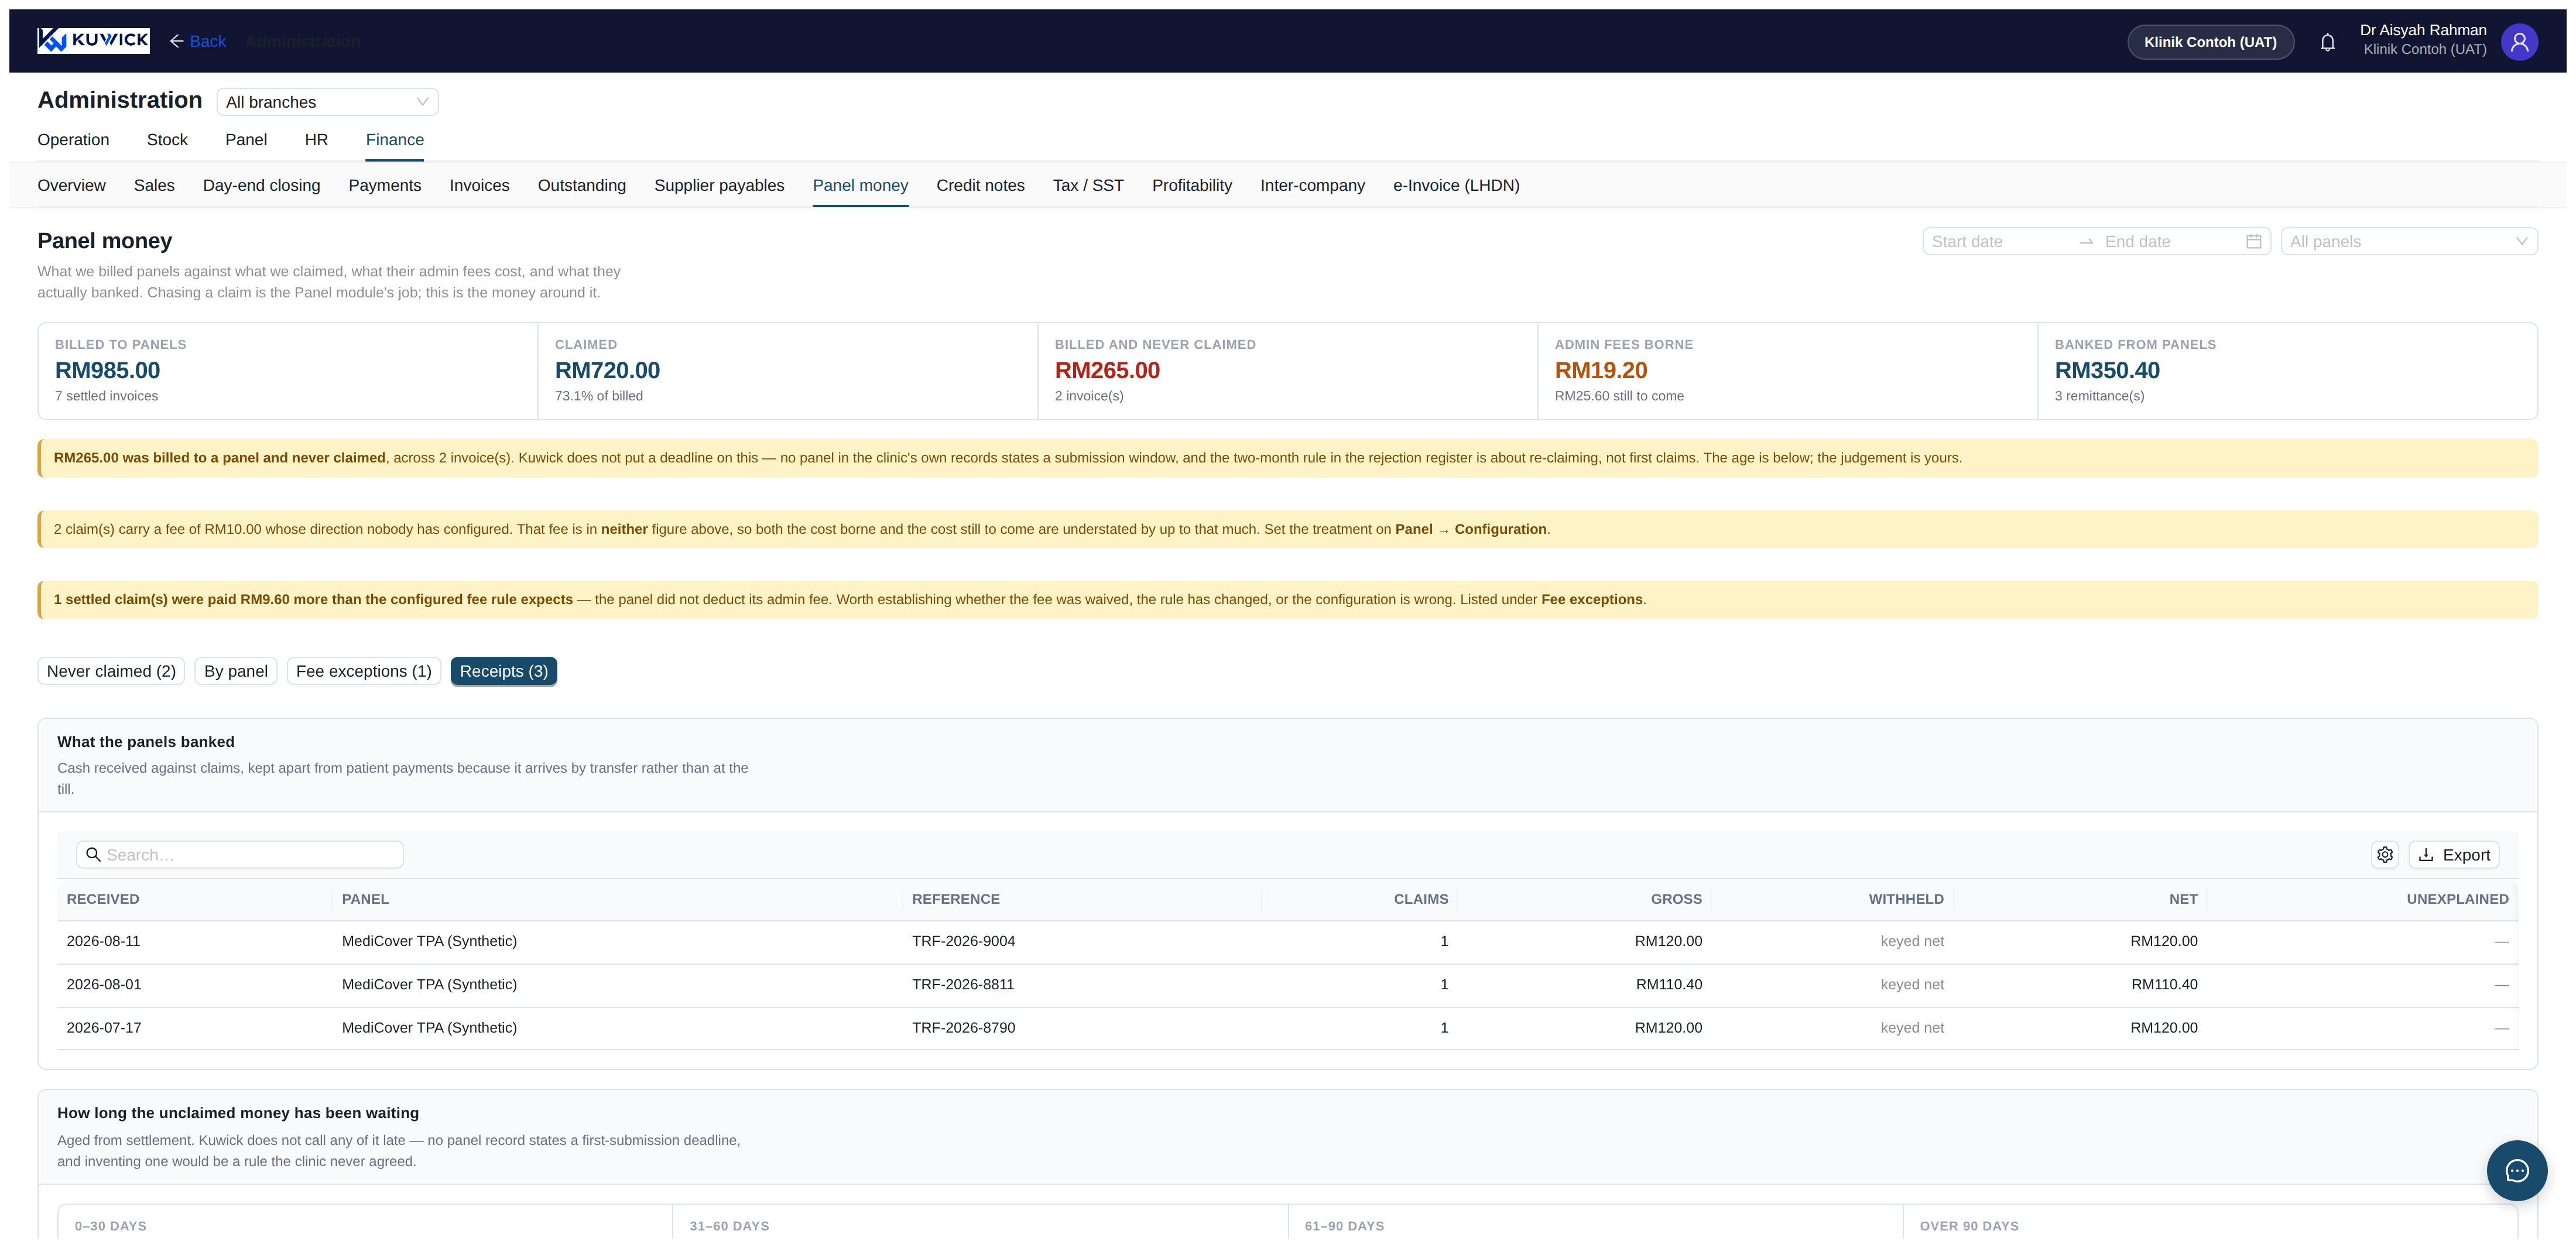 KUWICK
Back Administration
Klinik Contoh (UAT)
Dr Aisyah Rahman
Klinik Contoh (UAT)
Administration All branches
Operation Stock Panel HR Finance
Overview Sales Day-end closing Payments Invoices Outstanding Supplier payables Panel money Credit notes Tax / SST Profitability Inter-company e-Invoice (LHDN)
Panel money
Start date → End date All panels
What we billed panels against what we claimed, what their admin fees cost, and what they
actually banked. Chasing a claim is the Panel module's job; this is the money around it.
BILLED TO PANELS
RM985.00
7 settled invoices
CLAIMED
RM720.00
73.1% of billed
BILLED AND NEVER CLAIMED
RM265.00
2 invoice(s)
ADMIN FEES BORNE
RM19.20
RM25.60 still to come
BANKED FROM PANELS
RM350.40
3 remittance(s)
RM265.00 was billed to a panel and never claimed, across 2 invoice(s). Kuwick does not put a deadline on this — no panel in the clinic's own records states a submission window, and the two-month rule in the rejection register is about re-claiming, not first claims. The age is below; the judgement is yours.
2 claim(s) carry a fee of RM10.00 whose direction nobody has configured. That fee is in neither figure above, so both the cost borne and the cost still to come are understated by up to that much. Set the treatment on Panel → Configuration.
1 settled claim(s) were paid RM9.60 more than the configured fee rule expects — the panel did not deduct its admin fee. Worth establishing whether the fee was waived, the rule has changed, or the configuration is wrong. Listed under Fee exceptions.
Never claimed (2) By panel Fee exceptions (1) Receipts (3)
What the panels banked
Cash received against claims, kept apart from patient payments because it arrives by transfer rather than at the
till.
Search…
Export
RECEIVED PANEL REFERENCE CLAIMS GROSS WITHHELD NET UNEXPLAINED
2026-08-11 MediCover TPA (Synthetic) TRF-2026-9004 1 RM120.00 keyed net RM120.00 —
2026-08-01 MediCover TPA (Synthetic) TRF-2026-8811 1 RM110.40 keyed net RM110.40 —
2026-07-17 MediCover TPA (Synthetic) TRF-2026-8790 1 RM120.00 keyed net RM120.00 —
How long the unclaimed money has been waiting
Aged from settlement. Kuwick does not call any of it late — no panel record states a first-submission deadline,
and inventing one would be a rule the clinic never agreed.
0–30 DAYS 31–60 DAYS 61–90 DAYS OVER 90 DAYS